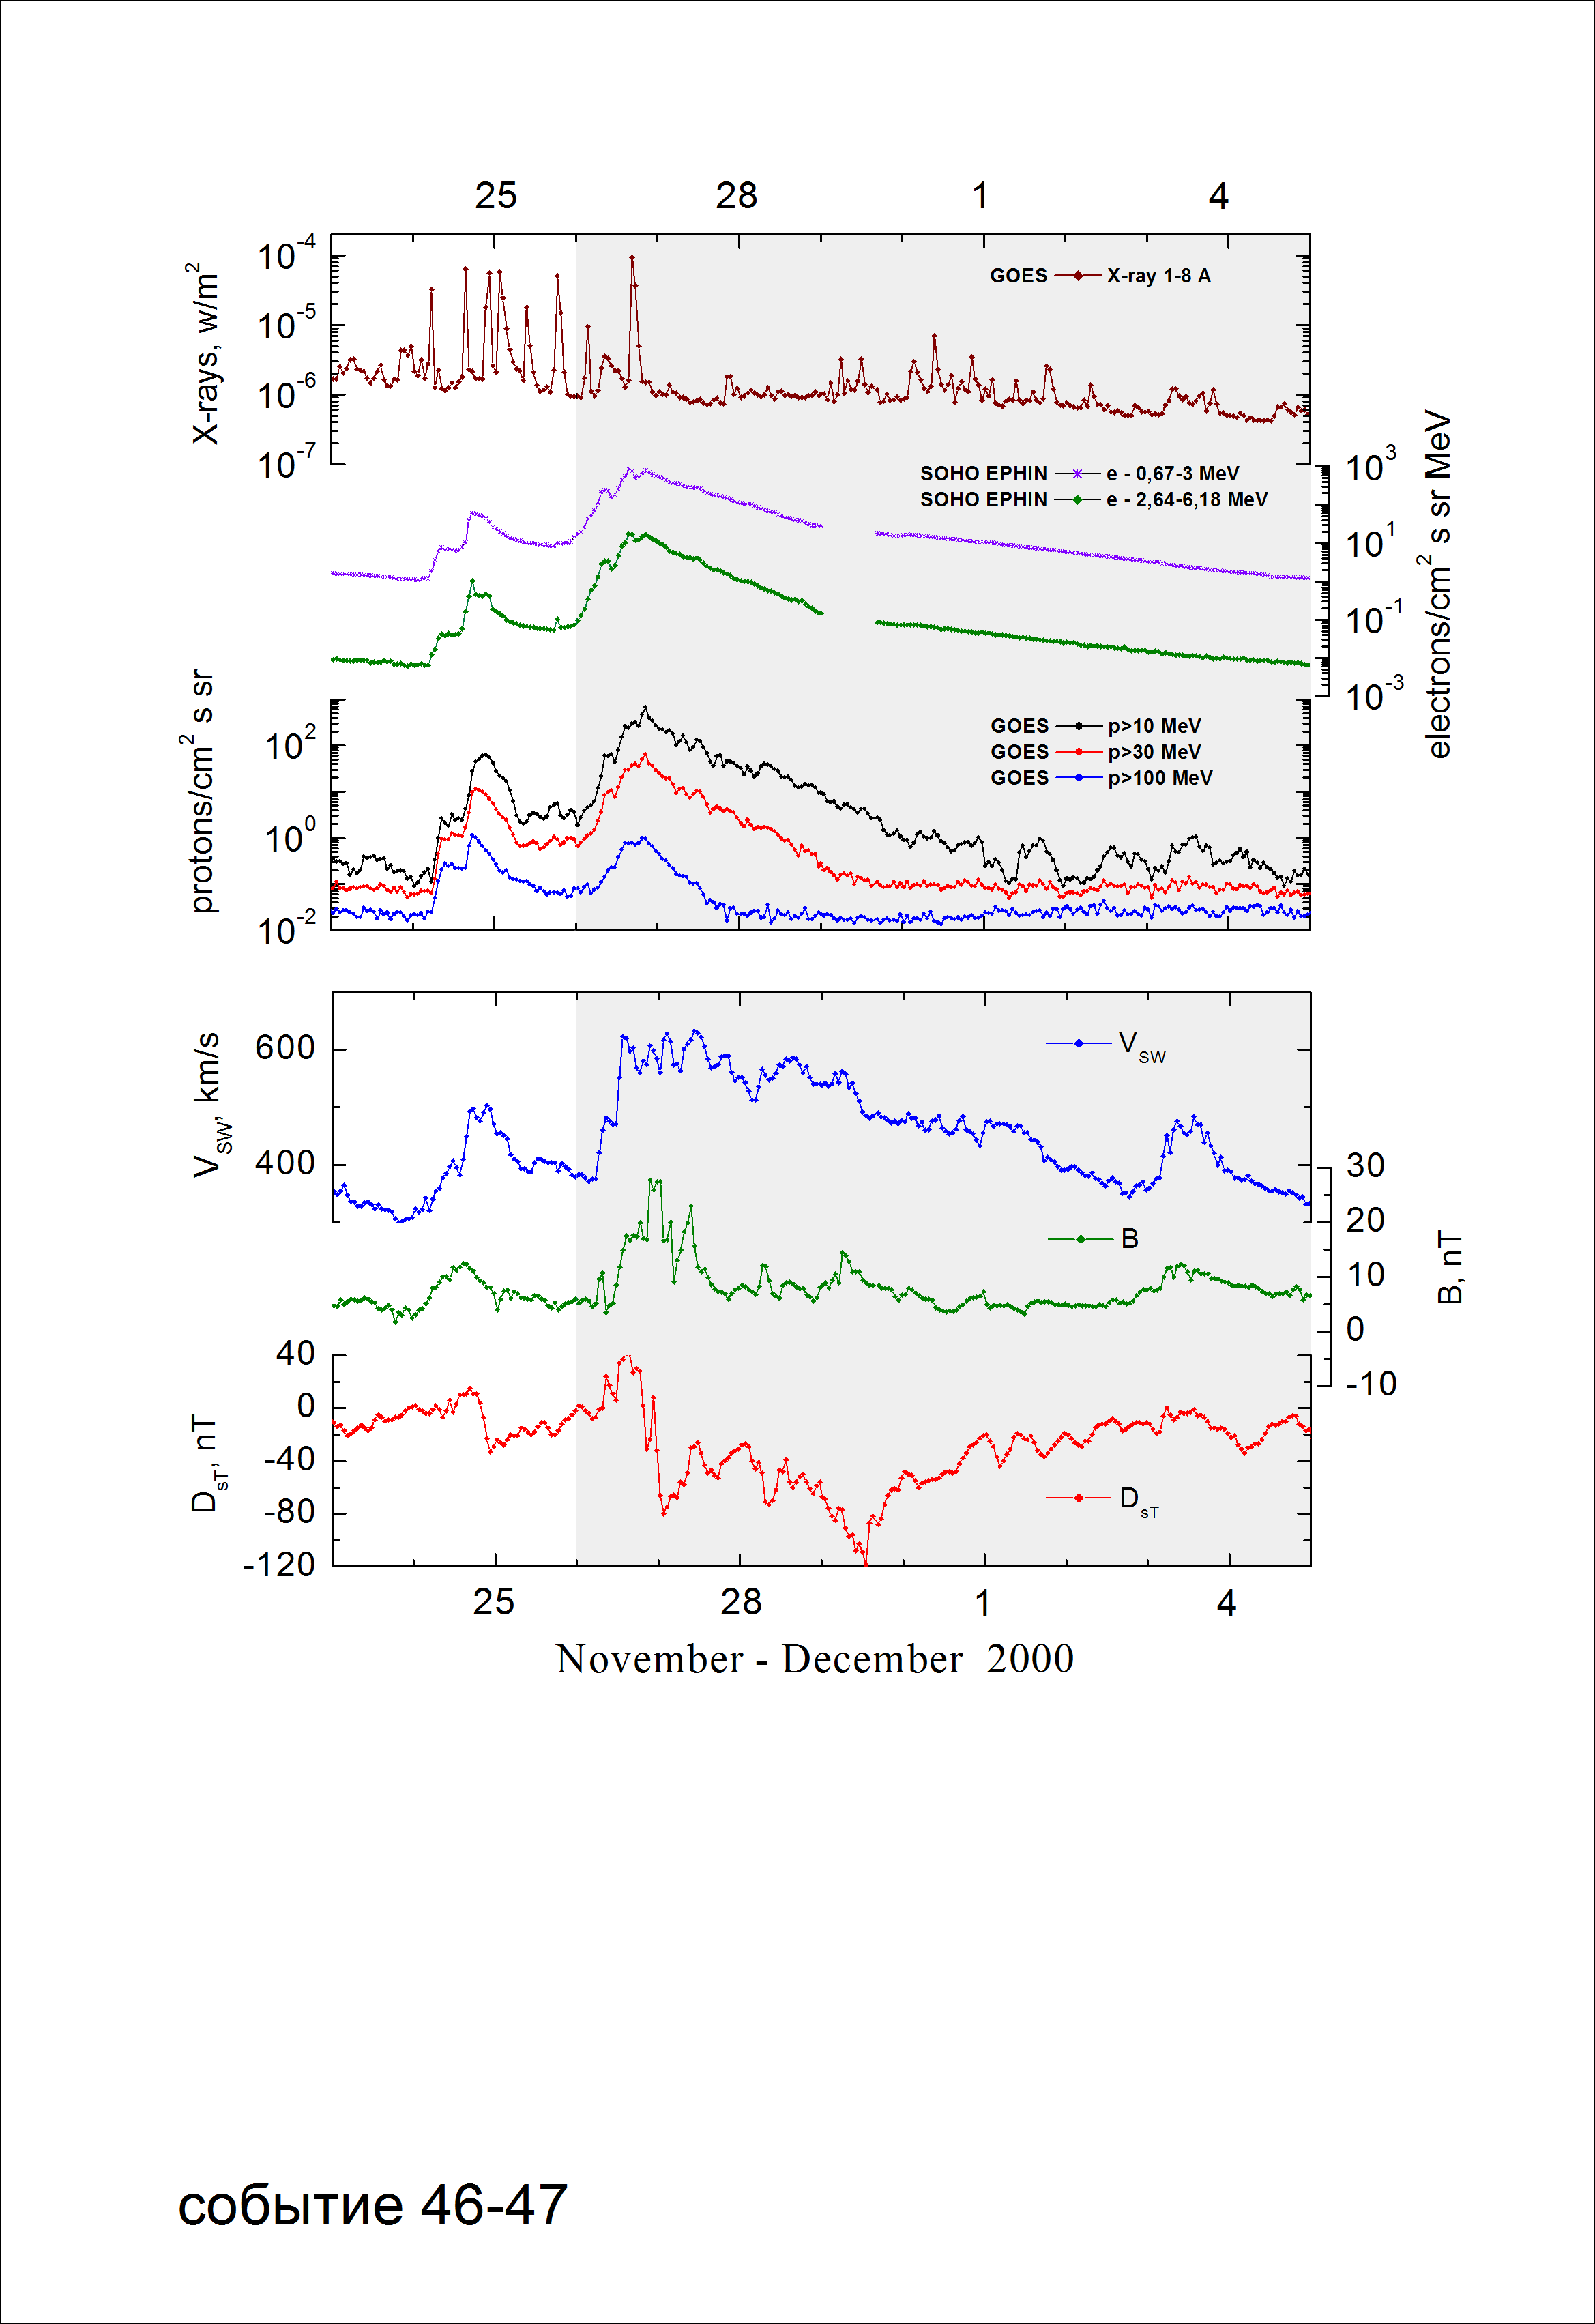 25 28 1 4
X-rays, w/m²
10⁻⁴
10⁻⁵
10⁻⁶
10⁻⁷
GOES X-ray 1-8 A
SOHO EPHIN e - 0,67-3 MeV
SOHO EPHIN e - 2,64-6,18 MeV
10³
10¹
10⁻¹
10⁻³
electrons/cm² s sr MeV
protons/cm² s sr
10²
10⁰
10⁻²
GOES p>10 MeV
GOES p>30 MeV
GOES p>100 MeV
V_SW, km/s
600
400
V_SW
30
20
10
0
-10
B, nT
B
D_sT, nT
40
0
-40
-80
-120
D_sT
25 28 1 4
November - December 2000
событие 46-47